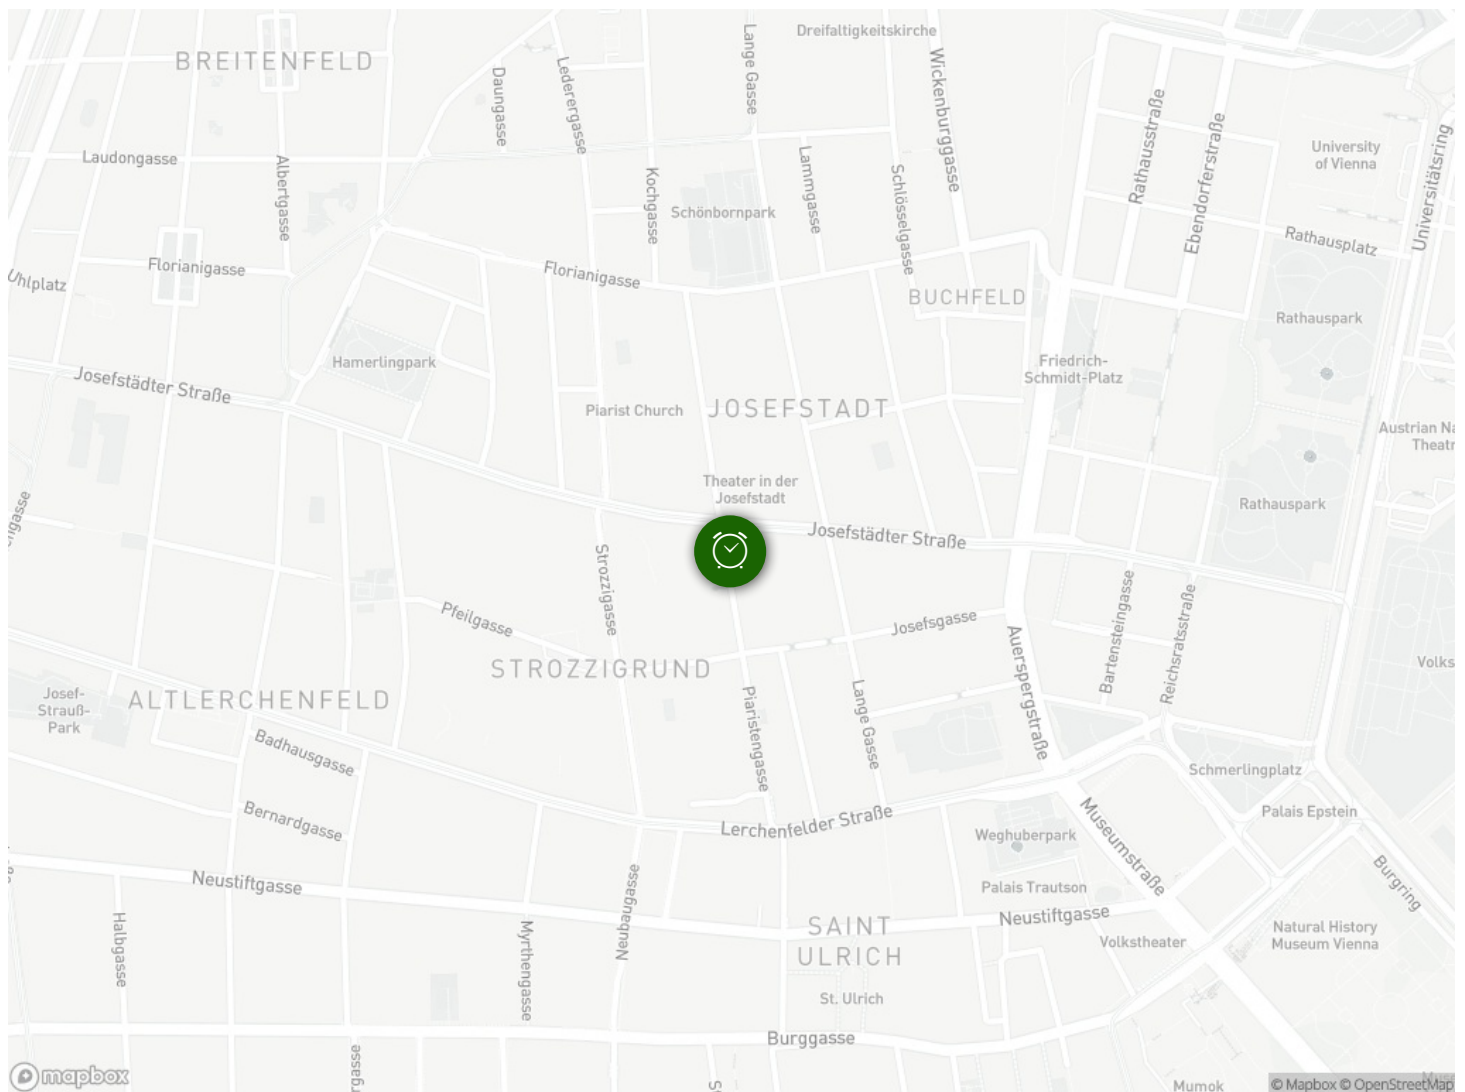 Dreifaltigkeitskirche
BREITENFELD
Lange Gasse
Wickenburggasse
Daungasse
Lederergasse
Rathausstraße
Ebendorferstraße
Universitätsring
University
of Vienna
Laudongasse
Albertgasse
Kochgasse
Lammgasse
Schlösselgasse
Schönbornpark
Rathausplatz
Florianigasse
Florianigasse
Uhlplatz
BUCHFELD
Rathauspark
Hamerlingpark
Friedrich-
Schmidt-Platz
Josefstädter Straße
Piarist Church
JOSEFSTADT
Austrian Na
Theatr
Theater in der
Josefstadt
Rathauspark
Josefstädter Straße
engasse
Strozzigasse
Pfeilgasse
Josefsgasse
Bartensteingasse
Reichsratsstraße
Auerspergstraße
STROZZIGRUND
Volks
Josef-
Strauß-
Park
ALTLERCHENFELD
Piaristengasse
Lange Gasse
Badhausgasse
Schmerlingplatz
Bernardgasse
Lerchenfelder Straße
Palais Epstein
Weghuberpark
Museumstraße
Burgring
Neustiftgasse
Palais Trautson
Neubaugasse
Neustiftgasse
Halbgasse
Myrthengasse
SAINT
ULRICH
Volkstheater
Natural History
Museum Vienna
St. Ulrich
Burggasse
mapbox
Mumok
© Mapbox © OpenStreetMap